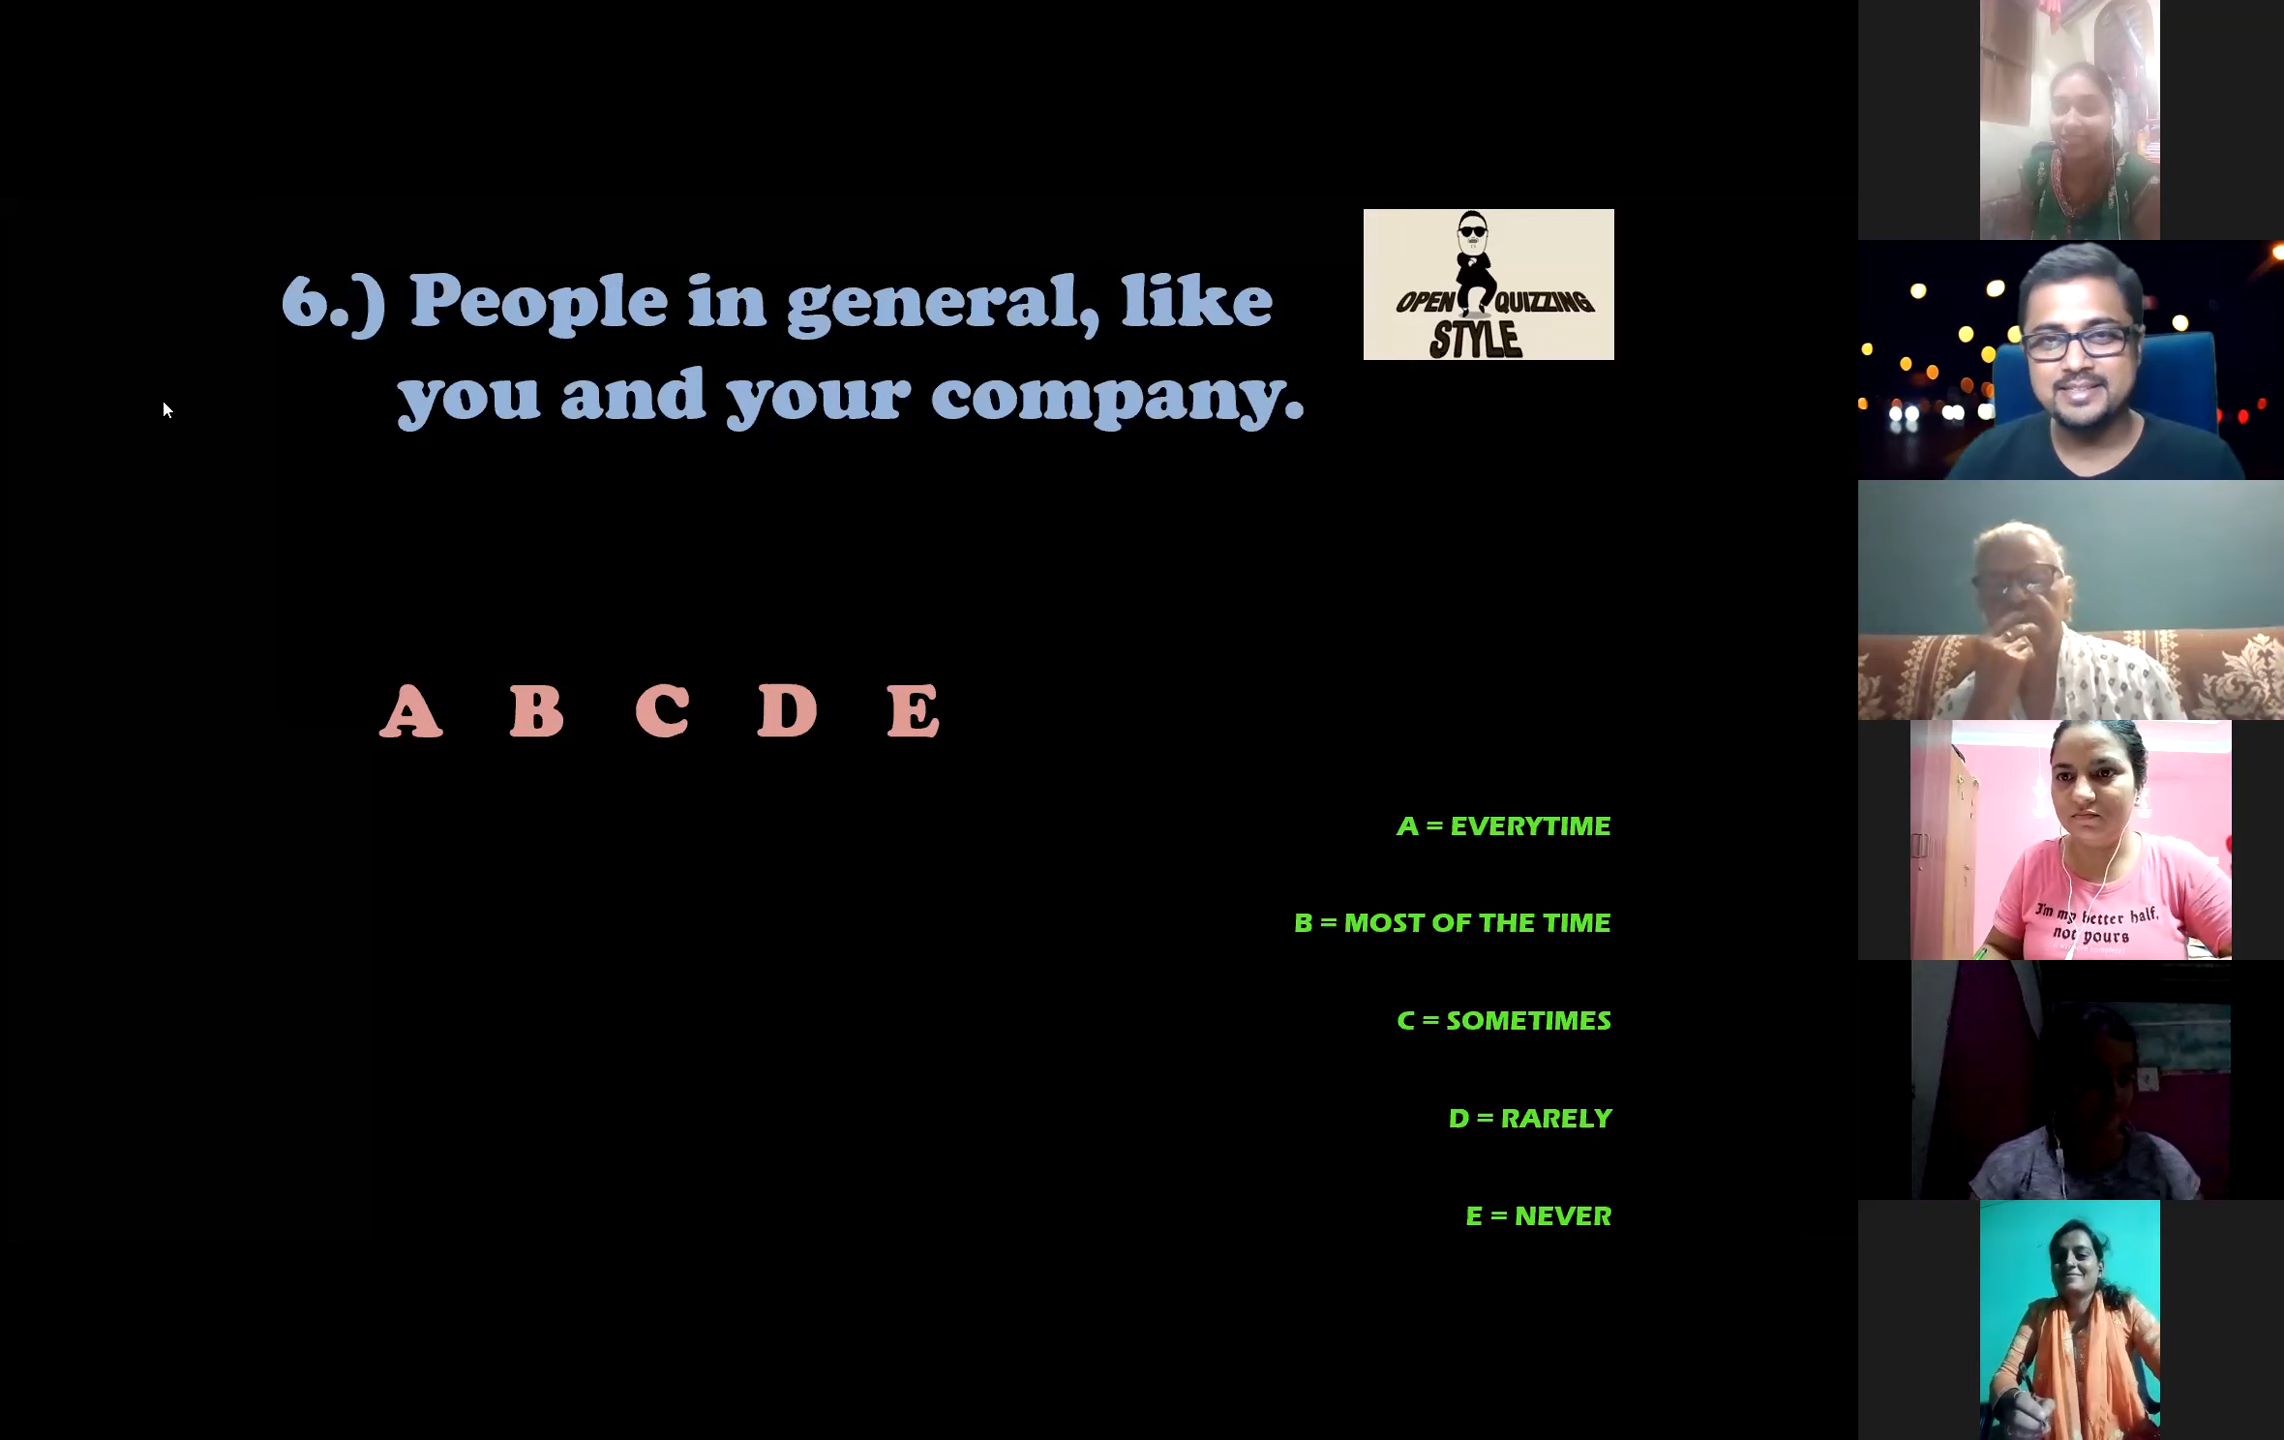 6.) People in general, like
you and your company.
OPEN QUIZZING
STYLE
A B C D E
A = EVERYTIME
B = MOST OF THE TIME
C = SOMETIMES
D = RARELY
E = NEVER
I'm my better half,
not yours